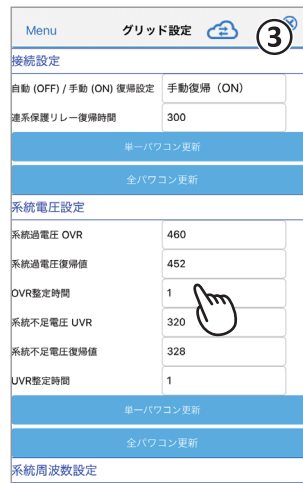 Menu グリッド設定 ③
接続設定
自動 (OFF) / 手動 (ON) 復帰設定 手動復帰（ON）
連系保護リレー復帰時間 300
単一パワコン更新
全パワコン更新
系統電圧設定
系統過電圧 OVR 460
系統過電圧復帰値 452
OVR整定時間 1
系統不足電圧 UVR 320
系統不足電圧復帰値 328
UVR整定時間 1
単一パワコン更新
全パワコン更新
系統周波数設定